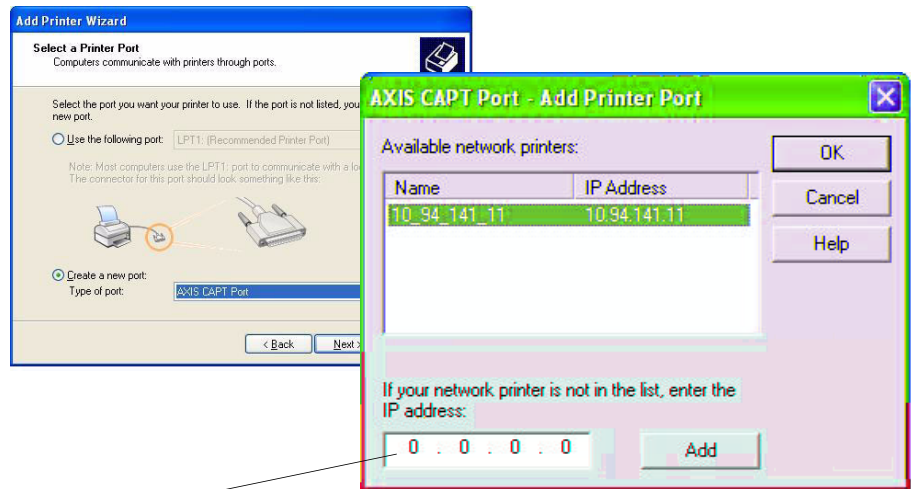 Add Printer Wizard
Select a Printer Port
Computers communicate with printers through ports.
Select the port you want your printer to use. If the port is not listed, you
new port.
Use the following port:
LPT1: (Recommended Printer Port)
Note: Most computers use the LPT1: port to communicate with a
The connector for this port should look something like this:
Create a new port:
Type of port:
AXIS CAPT Port
< Back
Next >
AXIS CAPT Port - Add Printer Port
Available network printers:
Name IP Address
10_94_141_11 10.94.141.11
OK
Cancel
Help
If your network printer is not in the list, enter the
IP address:
0 . 0 . 0 . 0
Add